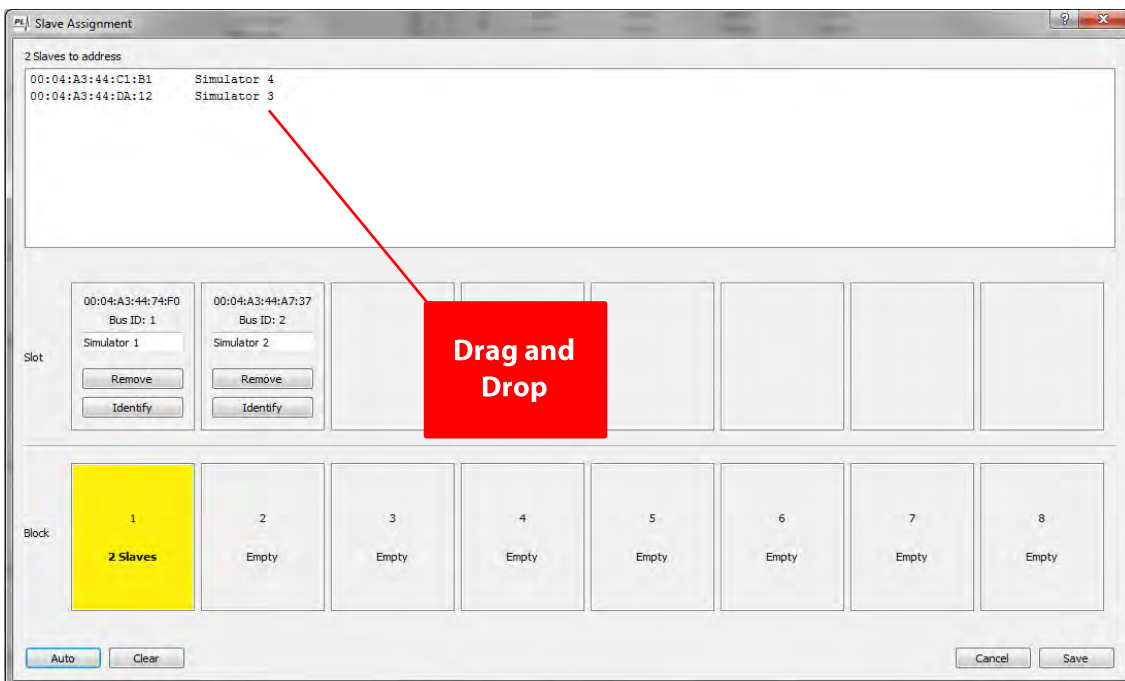 PL Slave Assignment ? X
2 Slaves to address
00:04:A3:44:C1:B1 Simulator 4
00:04:A3:44:DA:12 Simulator 3
Drag and
Drop
Slot
00:04:A3:44:74:F0
Bus ID: 1
Simulator 1
Remove
Identify
00:04:A3:44:A7:37
Bus ID: 2
Simulator 2
Remove
Identify
Block
1
2 Slaves
2
Empty
3
Empty
4
Empty
5
Empty
6
Empty
7
Empty
8
Empty
Auto Clear Cancel Save